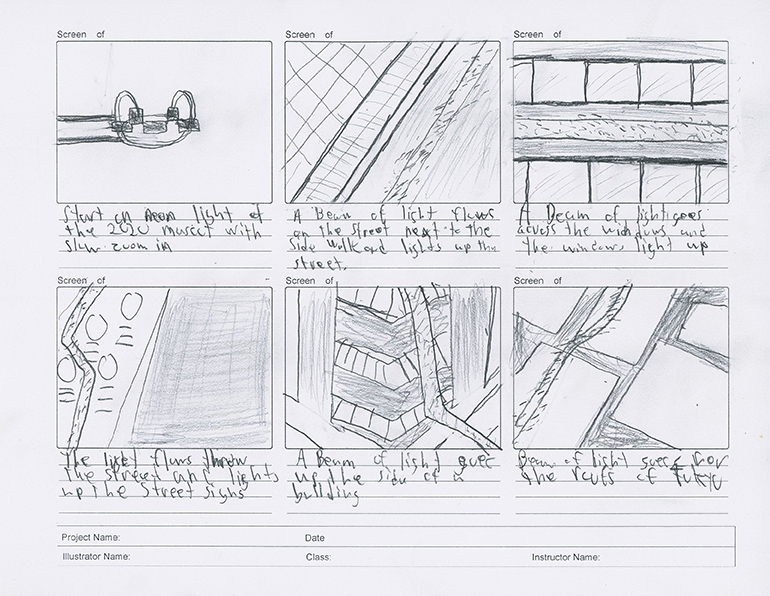 Screen of
Screen of
Screen of
Start on neon light of
the 2020 mascot with
slow zoom in
A Beam of light flows
on the street next to the
side walk and lights up the
street.
A Beam of light goes
across the windows and
the windows light up
Screen of
Screen of
Screen of
The light flows
the street and lights
up the street signs
A Beam of light goes
up the side of a
building
Beam of light goes over
the roofs of
Project Name:
Date
Illustrator Name:
Class:
Instructor Name: